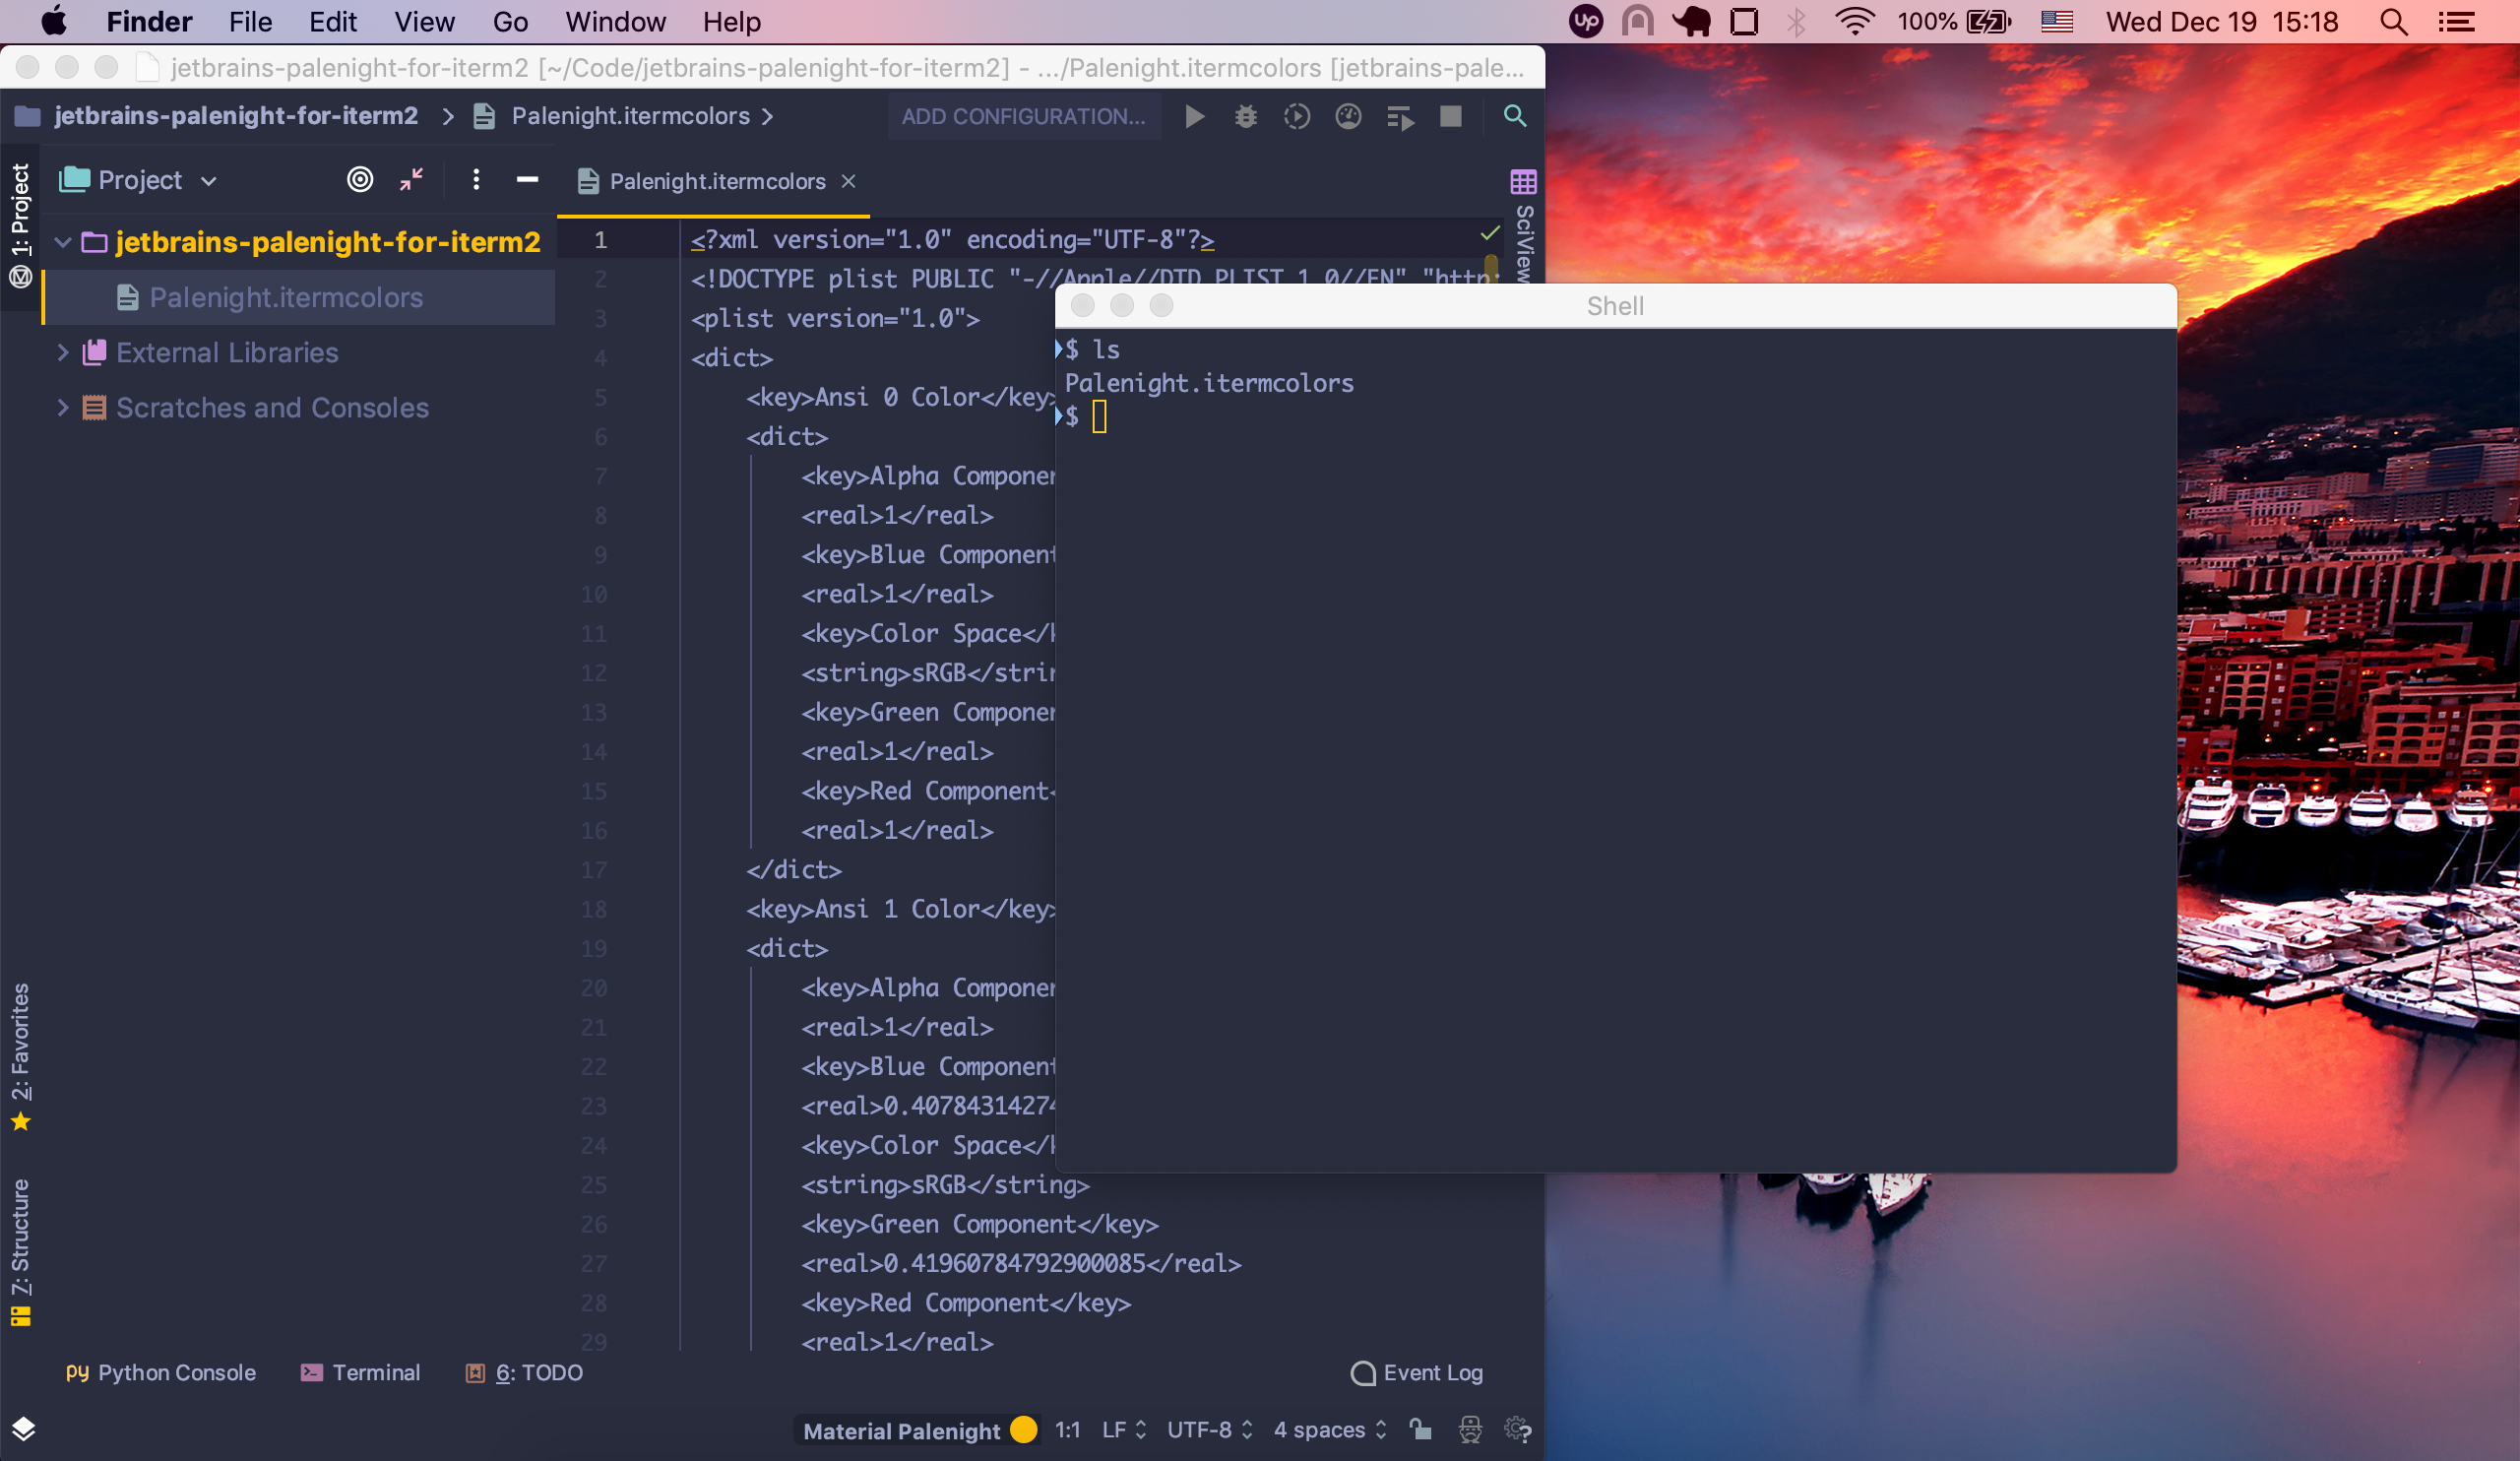 Finder File Edit View Go Window Help
Up 100% Wed Dec 19 15:18
jetbrains-palenight-for-iterm2 [~/Code/jetbrains-palenight-for-iterm2] - .../Palenight.itermcolors [jetbrains-pale...
jetbrains-palenight-for-iterm2 Palenight.itermcolors ADD CONFIGURATION...
1: Project
Project
jetbrains-palenight-for-iterm2
Palenight.itermcolors
External Libraries
Scratches and Consoles
2: Favorites
Z: Structure
Palenight.itermcolors
SciView
1 <?xml version="1.0" encoding="UTF-8"?>
2 <!DOCTYPE plist PUBLIC "-//Apple//DTD PLIST 1.0//EN" "http:
3 <plist version="1.0">
4 <dict>
5 <key>Ansi 0 Color</key>
6 <dict>
7 <key>Alpha Componen
8 <real>1</real>
9 <key>Blue Component
10 <real>1</real>
11 <key>Color Space</k
12 <string>sRGB</strin
13 <key>Green Componen
14 <real>1</real>
15 <key>Red Component<
16 <real>1</real>
17 </dict>
18 <key>Ansi 1 Color</key>
19 <dict>
20 <key>Alpha Componen
21 <real>1</real>
22 <key>Blue Component
23 <real>0.40784314274
24 <key>Color Space</k
25 <string>sRGB</string>
26 <key>Green Component</key>
27 <real>0.41960784792900085</real>
28 <key>Red Component</key>
29 <real>1</real>
Shell
$ ls
Palenight.itermcolors
$
Python Console Terminal 6: TODO Event Log
Material Palenight 1:1 LF UTF-8 4 spaces